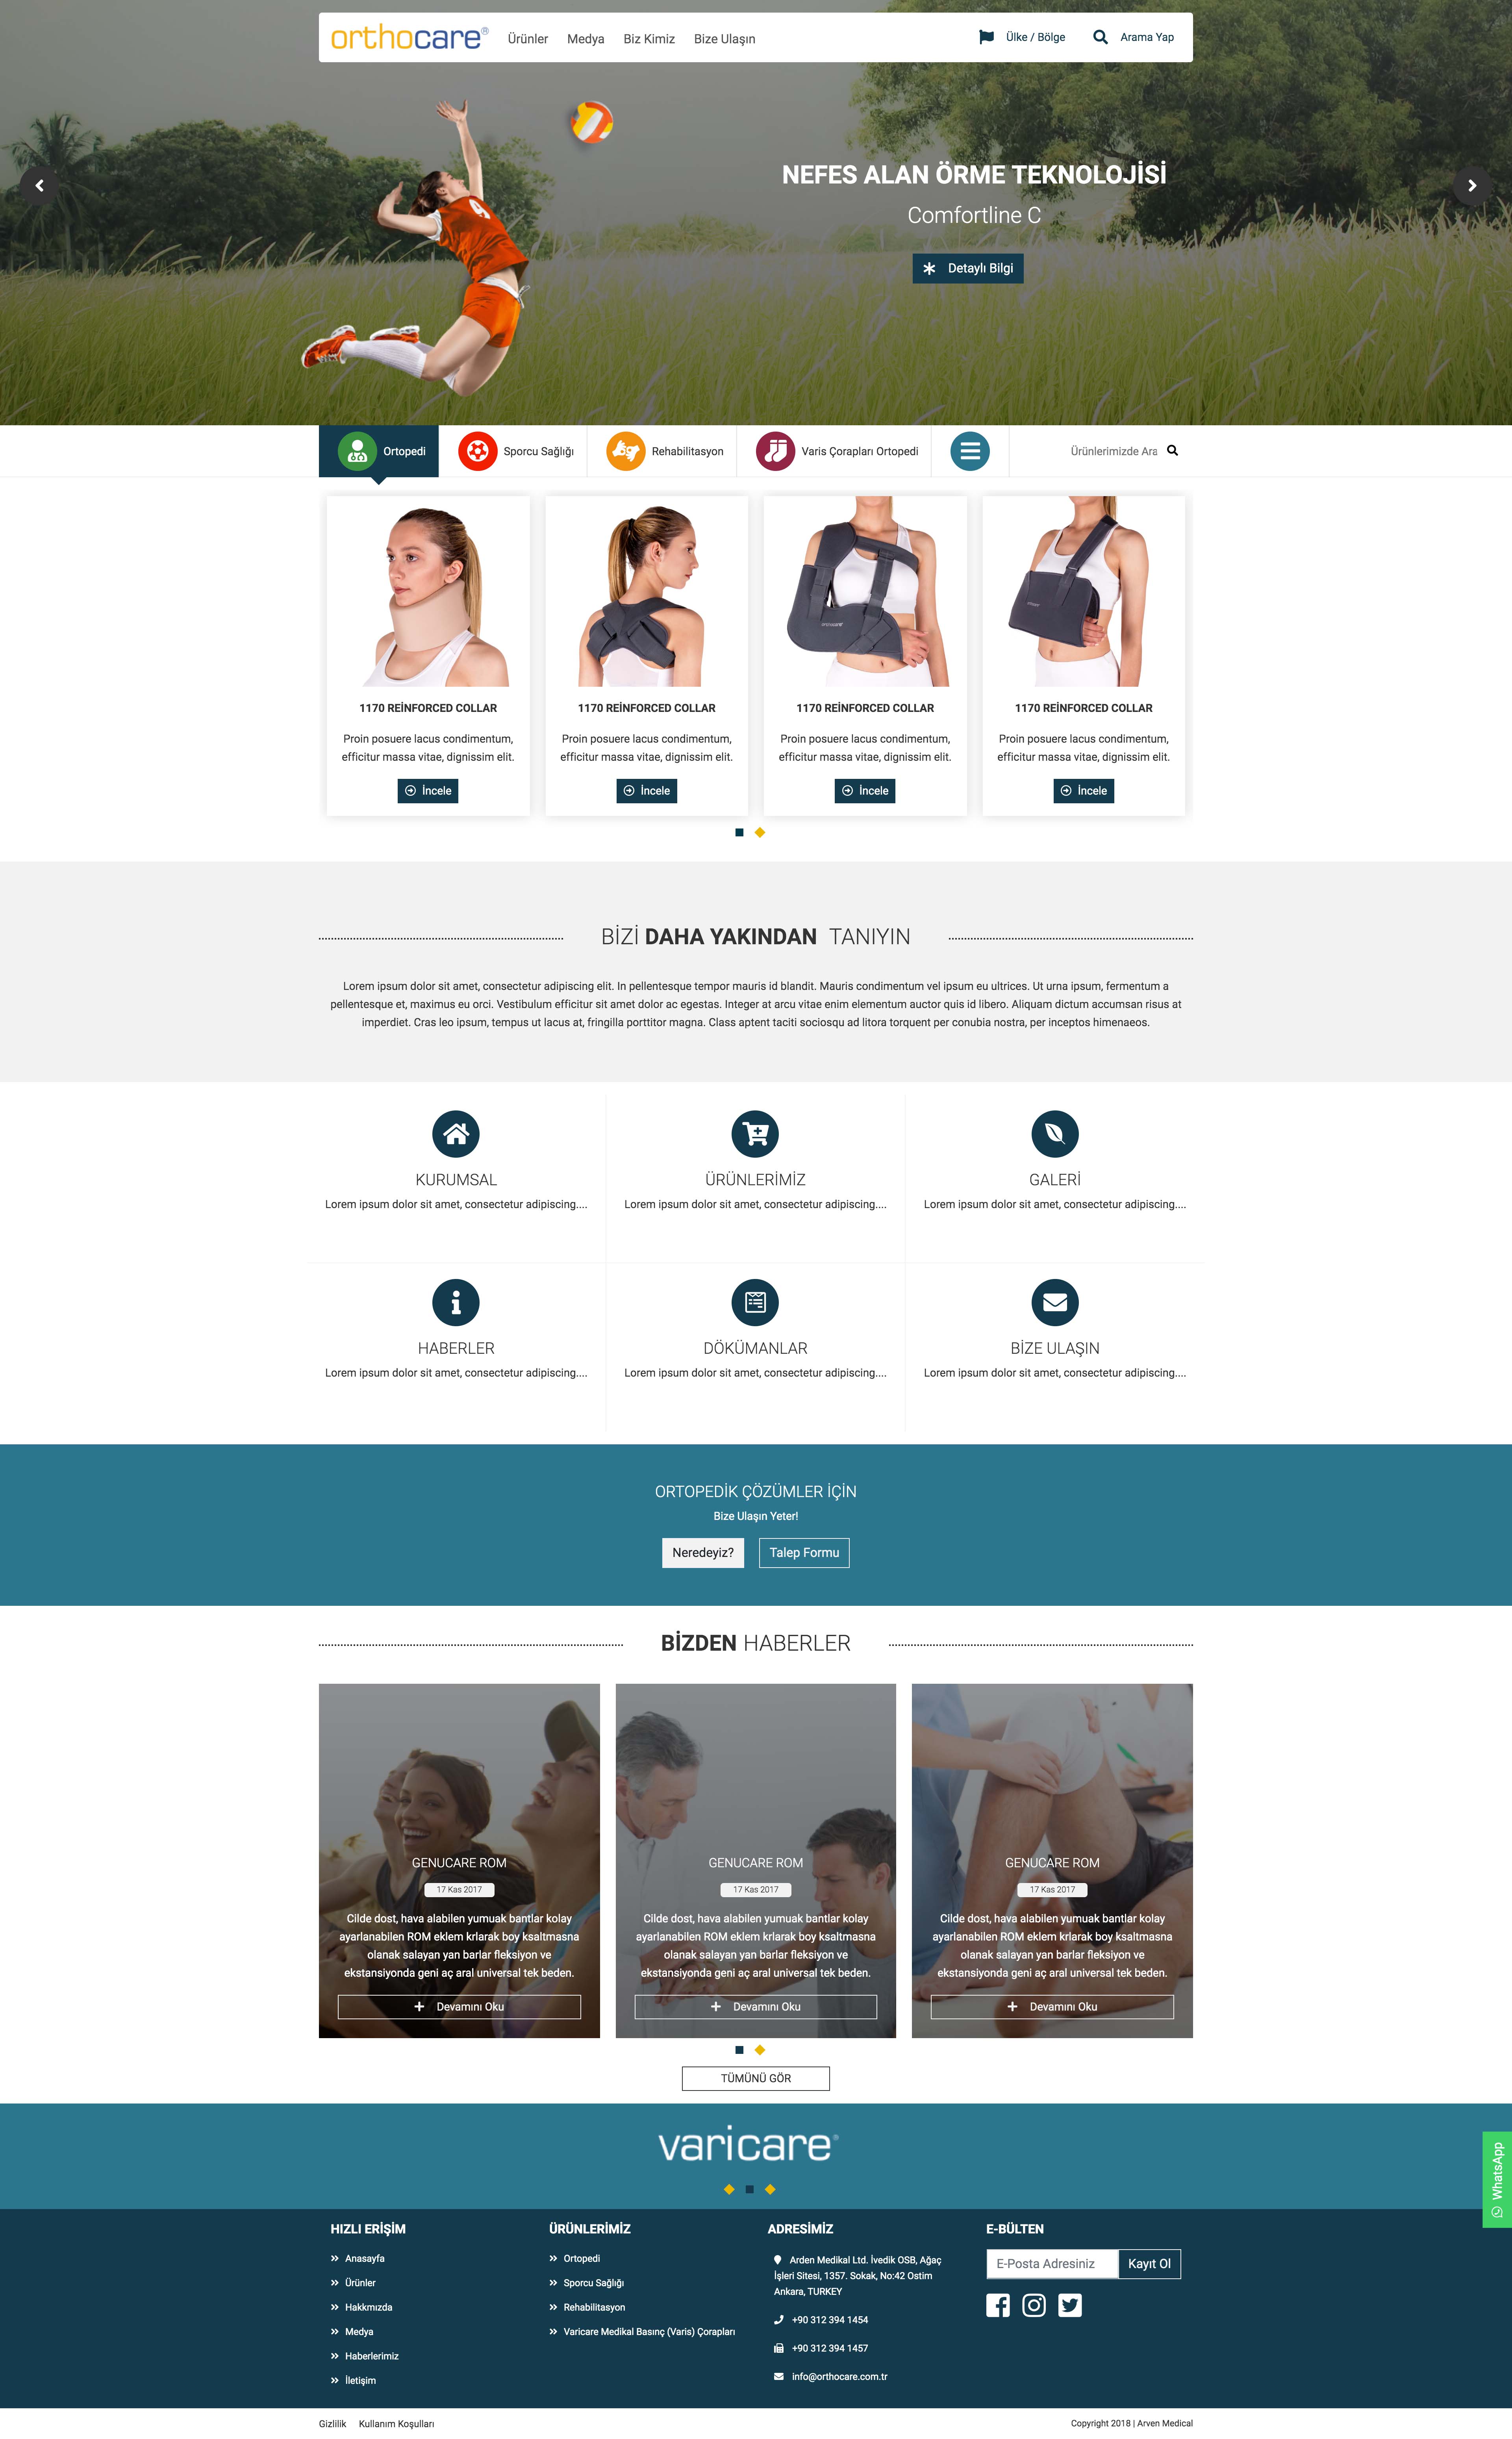 orthocare®
Ürünler Medya Biz Kimiz Bize Ulaşın
Ülke / Bölge Arama Yap
NEFES ALAN ÖRME TEKNOLOJİSİ
Comfortline C
Detaylı Bilgi
Ortopedi Sporcu Sağlığı Rehabilitasyon Varis Çorapları Ortopedi Ürünlerimizde Ara
1170 REİNFORCED COLLAR
Proin posuere lacus condimentum,
efficitur massa vitae, dignissim elit.
İncele
1170 REİNFORCED COLLAR
Proin posuere lacus condimentum,
efficitur massa vitae, dignissim elit.
İncele
orthocare
1170 REİNFORCED COLLAR
Proin posuere lacus condimentum,
efficitur massa vitae, dignissim elit.
İncele
1170 REİNFORCED COLLAR
Proin posuere lacus condimentum,
efficitur massa vitae, dignissim elit.
İncele
BİZİ DAHA YAKINDAN TANIYIN
Lorem ipsum dolor sit amet, consectetur adipiscing elit. In pellentesque tempor mauris id blandit. Mauris condimentum vel ipsum eu ultrices. Ut urna ipsum, fermentum a
pellentesque et, maximus eu orci. Vestibulum efficitur sit amet dolor ac egestas. Integer at arcu vitae enim elementum auctor quis id libero. Aliquam dictum accumsan risus at
imperdiet. Cras leo ipsum, tempus ut lacus at, fringilla porttitor magna. Class aptent taciti sociosqu ad litora torquent per conubia nostra, per inceptos himenaeos.
KURUMSAL
Lorem ipsum dolor sit amet, consectetur adipiscing....
ÜRÜNLERİMİZ
Lorem ipsum dolor sit amet, consectetur adipiscing....
GALERİ
Lorem ipsum dolor sit amet, consectetur adipiscing....
HABERLER
Lorem ipsum dolor sit amet, consectetur adipiscing....
DÖKÜMANLAR
Lorem ipsum dolor sit amet, consectetur adipiscing....
BİZE ULAŞIN
Lorem ipsum dolor sit amet, consectetur adipiscing....
ORTOPEDİK ÇÖZÜMLER İÇİN
Bize Ulaşın Yeter!
Neredeyiz? Talep Formu
BİZDEN HABERLER
GENUCARE ROM
17 Kas 2017
Cilde dost, hava alabilen yumuak bantlar kolay
ayarlanabilen ROM eklem krlarak boy ksaltmasna
olanak salayan yan barlar fleksiyon ve
ekstansiyonda geni aç aral universal tek beden.
Devamını Oku
GENUCARE ROM
17 Kas 2017
Cilde dost, hava alabilen yumuak bantlar kolay
ayarlanabilen ROM eklem krlarak boy ksaltmasna
olanak salayan yan barlar fleksiyon ve
ekstansiyonda geni aç aral universal tek beden.
Devamını Oku
GENUCARE ROM
17 Kas 2017
Cilde dost, hava alabilen yumuak bantlar kolay
ayarlanabilen ROM eklem krlarak boy ksaltmasna
olanak salayan yan barlar fleksiyon ve
ekstansiyonda geni aç aral universal tek beden.
Devamını Oku
TÜMÜNÜ GÖR
varicare®
WhatsApp
HIZLI ERİŞİM
Anasayfa
Ürünler
Hakkmızda
Medya
Haberlerimiz
İletişim
ÜRÜNLERİMİZ
Ortopedi
Sporcu Sağlığı
Rehabilitasyon
Varicare Medikal Basınç (Varis) Çorapları
ADRESİMİZ
Arden Medikal Ltd. İvedik OSB, Ağaç
İşleri Sitesi, 1357. Sokak, No:42 Ostim
Ankara, TURKEY
+90 312 394 1454
+90 312 394 1457
info@orthocare.com.tr
E-BÜLTEN
E-Posta Adresiniz Kayıt Ol
Gizlilik Kullanım Koşulları
Copyright 2018 | Arven Medical